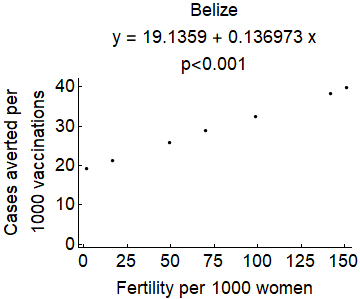 Belize
y = 19.1359 + 0.136973 x
p<0.001
Cases averted per
1000 vaccinations
40
30
20
10
0
0 25 50 75 100 125 150
Fertility per 1000 women